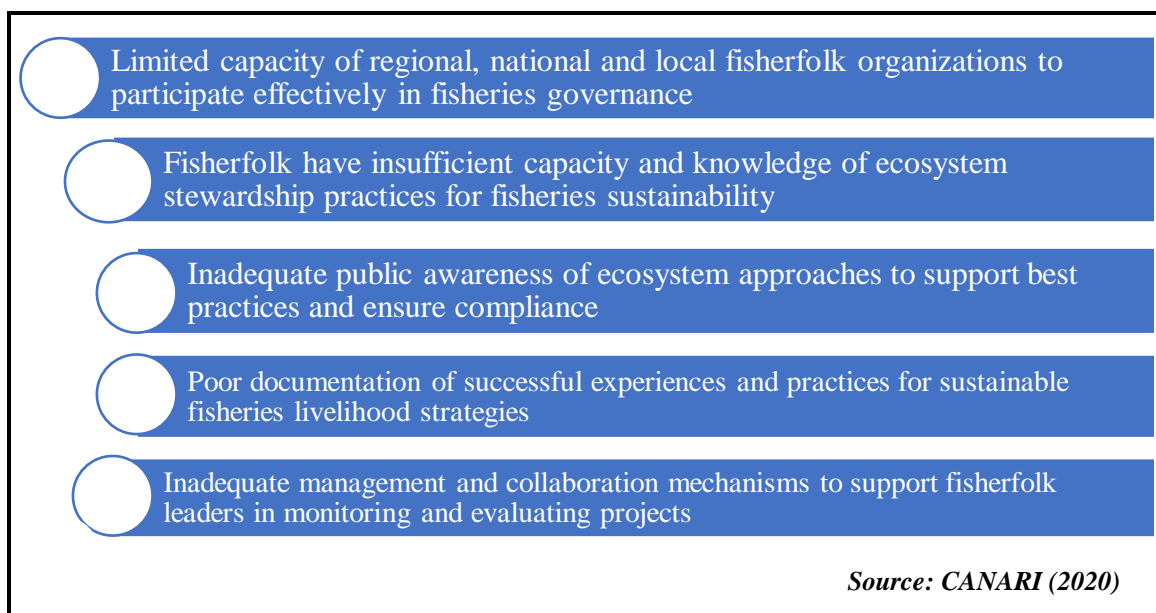 Limited capacity of regional, national and local fisherfolk organizations to
participate effectively in fisheries governance
Fisherfolk have insufficient capacity and knowledge of ecosystem
stewardship practices for fisheries sustainability
Inadequate public awareness of ecosystem approaches to support best
practices and ensure compliance
Poor documentation of successful experiences and practices for sustainable
fisheries livelihood strategies
Inadequate management and collaboration mechanisms to support fisherfolk
leaders in monitoring and evaluating projects
Source: CANARI (2020)